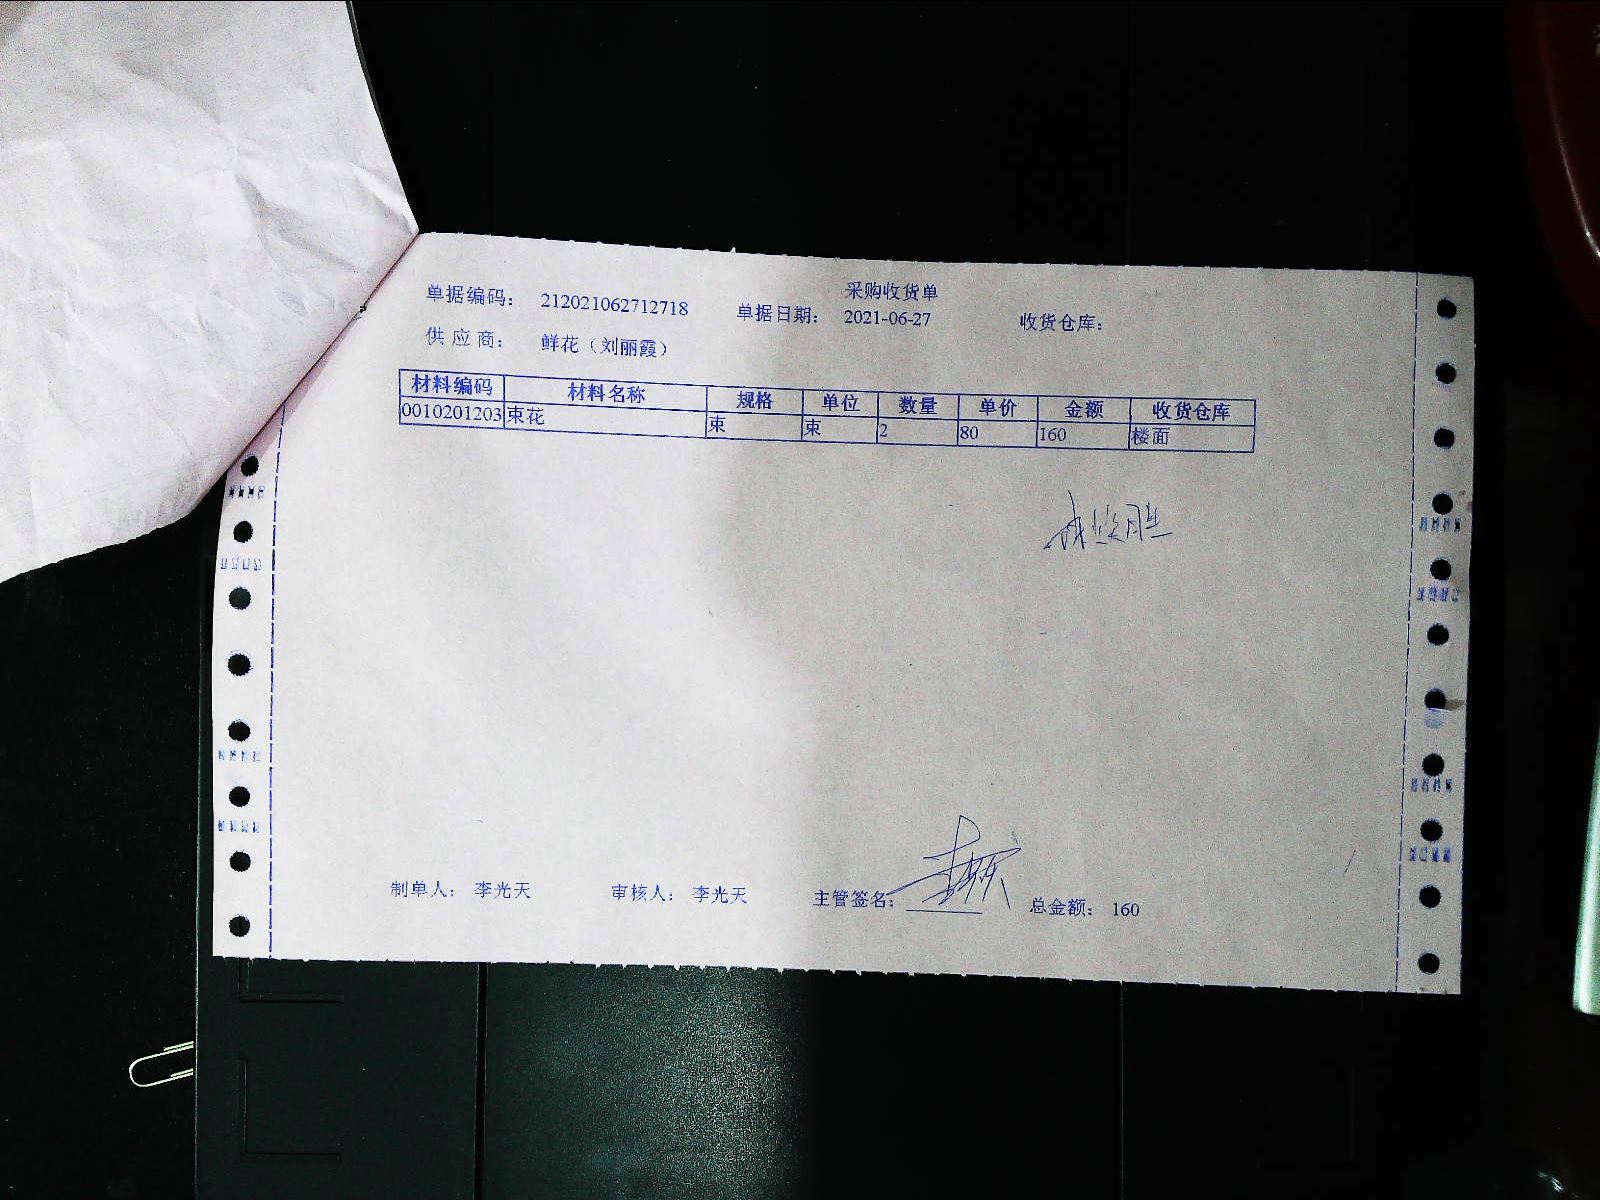 采购收货单
单据编码： 212021062712718 单据日期： 2021-06-27 收货仓库：
供 应 商： 鲜花（刘丽霞）
材料编码 材料名称 规格 单位 数量 单价 金额 收货仓库
0010201203 束花 束 束 2 80 160 楼面
制单人： 李光天 审核人： 李光天 主管签名： 总金额： 160